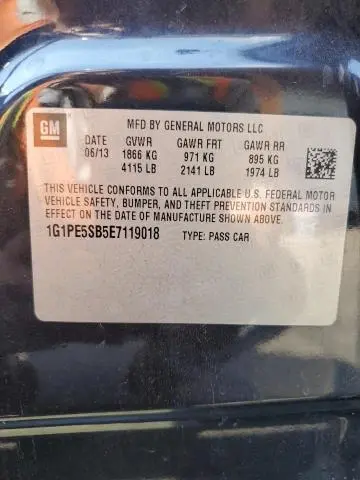 GM
MFD BY GENERAL MOTORS LLC
DATE GVWR GAWR FRT GAWR RR
06/13 1866 KG 971 KG 895 KG
4115 LB 2141 LB 1974 LB
THIS VEHICLE CONFORMS TO ALL APPLICABLE U.S. FEDERAL MOTOR
VEHICLE SAFETY, BUMPER, AND THEFT PREVENTION STANDARDS IN
EFFECT ON THE DATE OF MANUFACTURE SHOWN ABOVE.
1G1PE5SB5E7119018 TYPE: PASS CAR